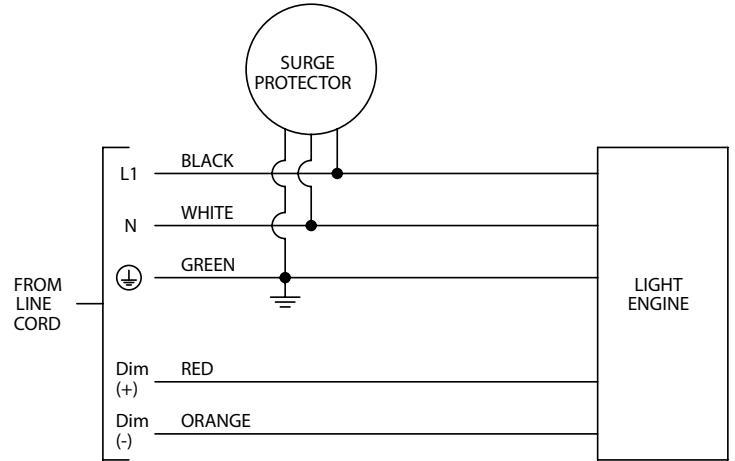 SURGE
PROTECTOR
L1 BLACK
N WHITE
GREEN
FROM
LINE
CORD
LIGHT
ENGINE
Dim
(+)
RED
Dim
(-)
ORANGE